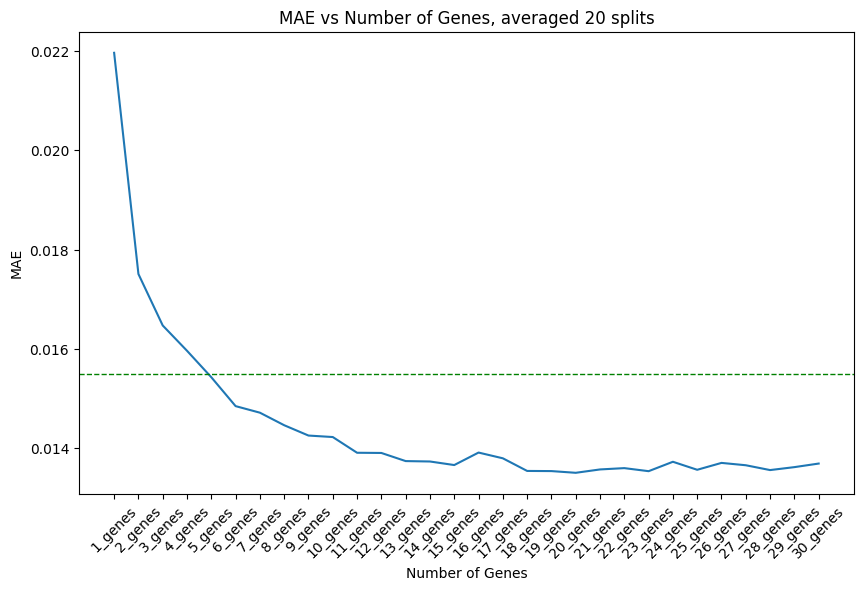 MAE vs Number of Genes, averaged 20 splits
0.022
0.020
0.018
0.016
0.014
MAE
1_genes
2_genes
3_genes
4_genes
5_genes
6_genes
7_genes
8_genes
9_genes
10_genes
11_genes
12_genes
13_genes
14_genes
15_genes
16_genes
17_genes
18_genes
19_genes
20_genes
21_genes
22_genes
23_genes
24_genes
25_genes
26_genes
27_genes
28_genes
29_genes
30_genes
Number of Genes